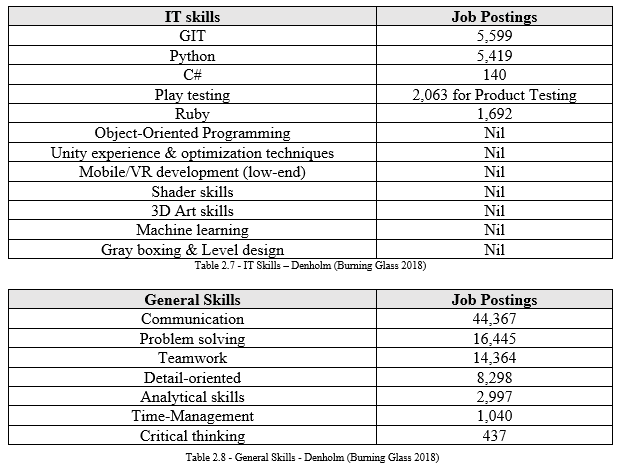 IT skills Job Postings
GIT 5,599
Python 5,419
C# 140
Play testing 2,063 for Product Testing
Ruby 1,692
Object-Oriented Programming Nil
Unity experience & optimization techniques Nil
Mobile/VR development (low-end) Nil
Shader skills Nil
3D Art skills Nil
Machine learning Nil
Gray boxing & Level design Nil
Table 2.7 - IT Skills – Denholm (Burning Glass 2018)
General Skills Job Postings
Communication 44,367
Problem solving 16,445
Teamwork 14,364
Detail-oriented 8,298
Analytical skills 2,997
Time-Management 1,040
Critical thinking 437
Table 2.8 - General Skills - Denholm (Burning Glass 2018)